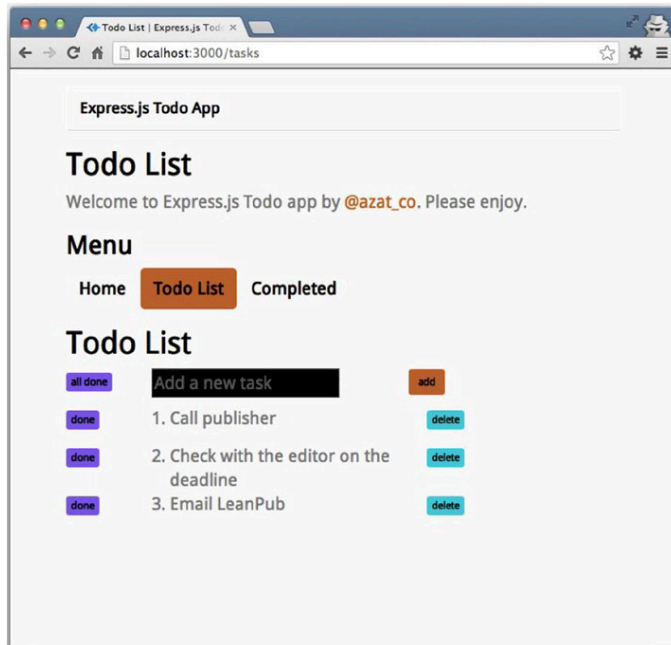 Todo List | Express.js Tod
localhost:3000/tasks
Express.js Todo App
Todo List
Welcome to Express.js Todo app by @azat_co. Please enjoy.
Menu
Home Todo List Completed
Todo List
all done Add a new task add
done 1. Call publisher delete
done 2. Check with the editor on the delete
deadline
done 3. Email LeanPub delete